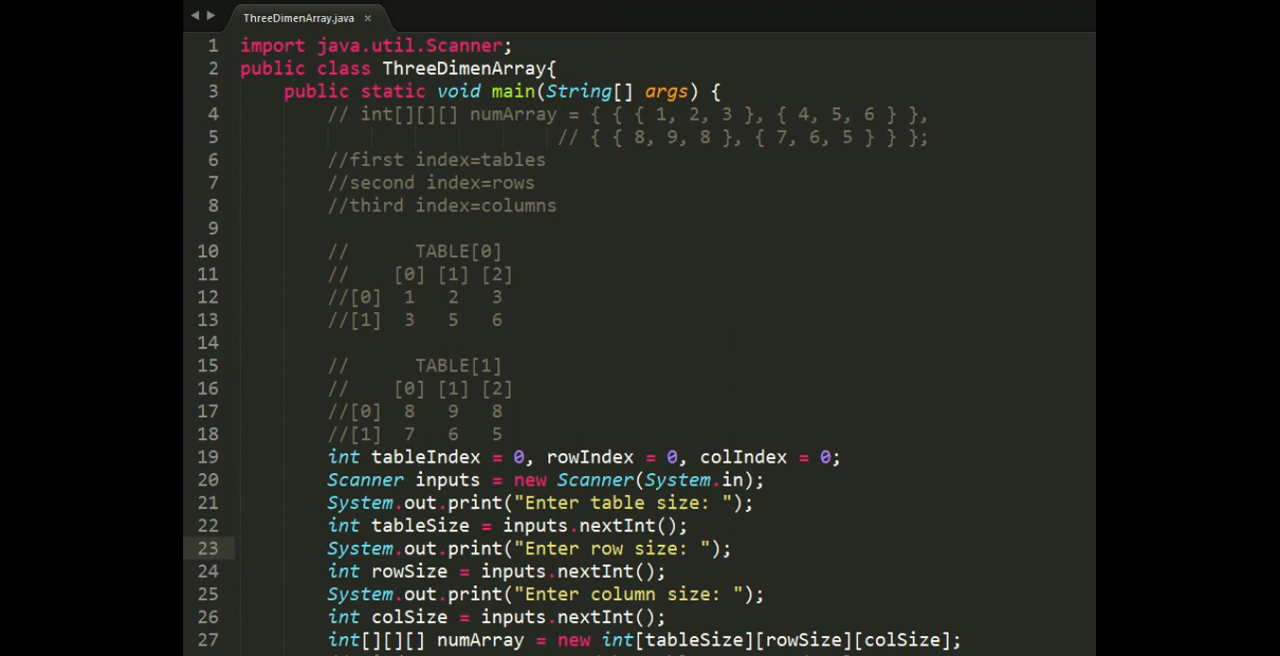 ThreeDimenArray.java ×
1 import java.util.Scanner;
2 public class ThreeDimenArray{
3 public static void main(String[] args) {
4 // int[][][] numArray = { { { 1, 2, 3 }, { 4, 5, 6 } },
5 // { { 8, 9, 8 }, { 7, 6, 5 } } };
6 //first index=tables
7 //second index=rows
8 //third index=columns
9
10 // TABLE[0]
11 // [0] [1] [2]
12 //[0] 1 2 3
13 //[1] 3 5 6
14
15 // TABLE[1]
16 // [0] [1] [2]
17 //[0] 8 9 8
18 //[1] 7 6 5
19 int tableIndex = 0, rowIndex = 0, colIndex = 0;
20 Scanner inputs = new Scanner(System.in);
21 System.out.print("Enter table size: ");
22 int tableSize = inputs.nextInt();
23 System.out.print("Enter row size: ");
24 int rowSize = inputs.nextInt();
25 System.out.print("Enter column size: ");
26 int colSize = inputs.nextInt();
27 int[][][] numArray = new int[tableSize][rowSize][colSize];